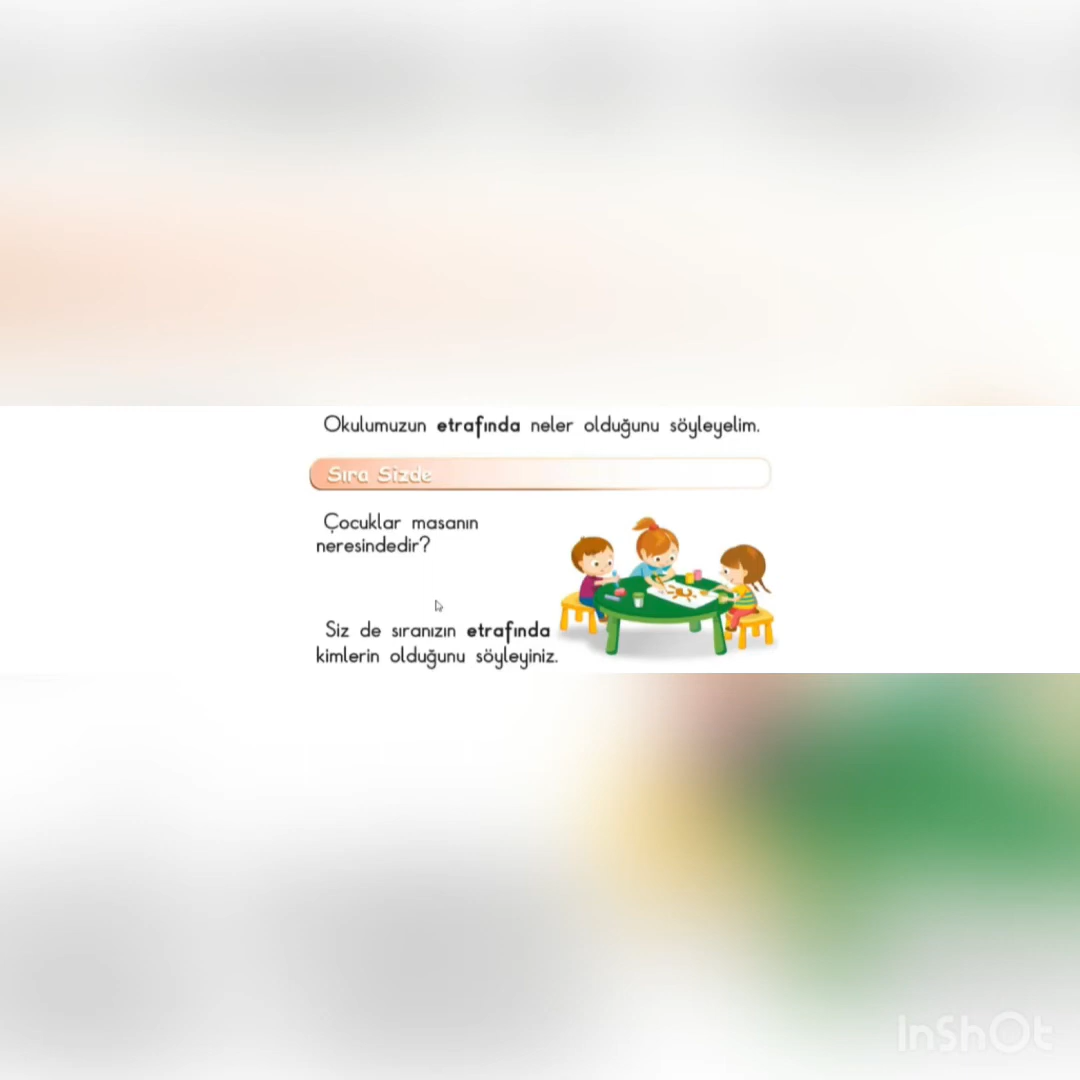 Okulumuzun etrafında neler olduğunu söyleyelim.
Sıra Sizde
Çocuklar masanın
neresindedir?
Siz de sıranızın etrafında
kimlerin olduğunu söyleyiniz.
InShOt